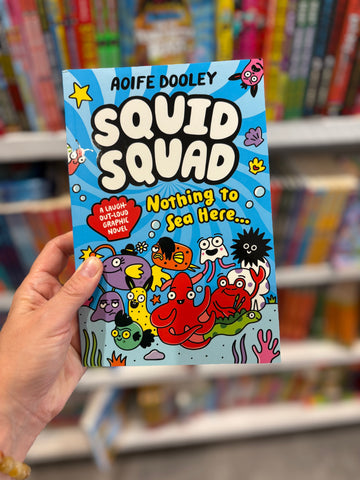 AOIFE DOOLEY
SQUID
SQUAD
Nothing to
Sea Here...
A LAUGH-
OUT-LOUD
GRAPHIC
NOVEL